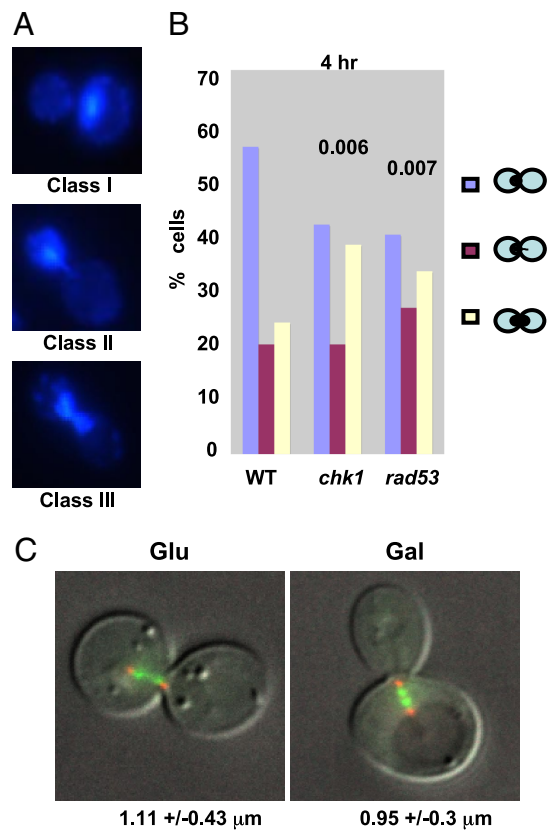 A
Class I
Class II
Class III
B
4 hr
70
60
50
40
30
20
10
0
% cells
0.006
0.007
WT chk1 rad53
C
Glu Gal
1.11 +/-0.43 μm 0.95 +/-0.3 μm